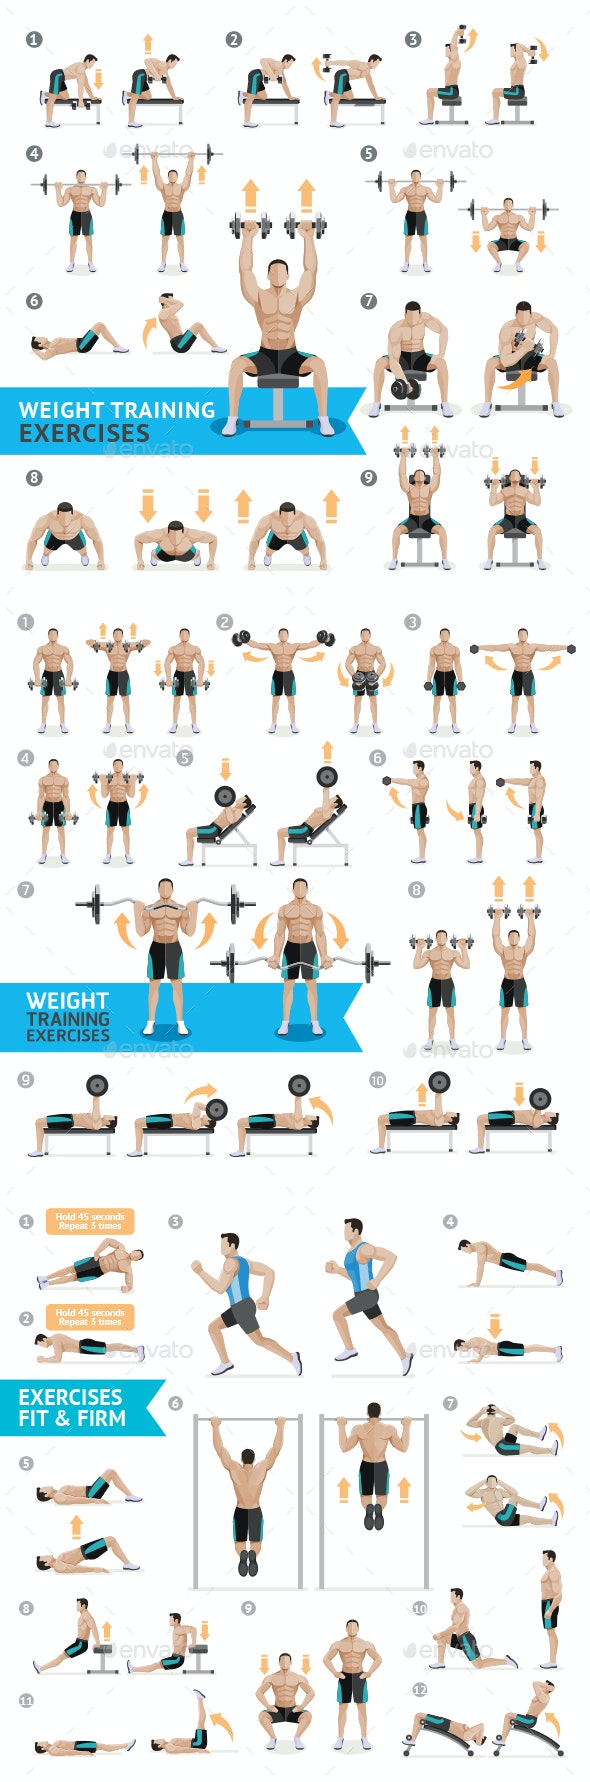 1
2
3
envato
envato
4
5
6
7
WEIGHT TRAINING
EXERCISES
envato
envato
8
9
1
2
3
envato
envato
4
5
6
7
8
WEIGHT
TRAINING
EXERCISES
envato
envato
9
10
1
Hold 45 seconds
Repeat 3 times
3
4
2
Hold 45 seconds
Repeat 3 times
envato
envato
EXERCISES
FIT & FIRM
6
7
5
8
9
10
envato
envato
11
12